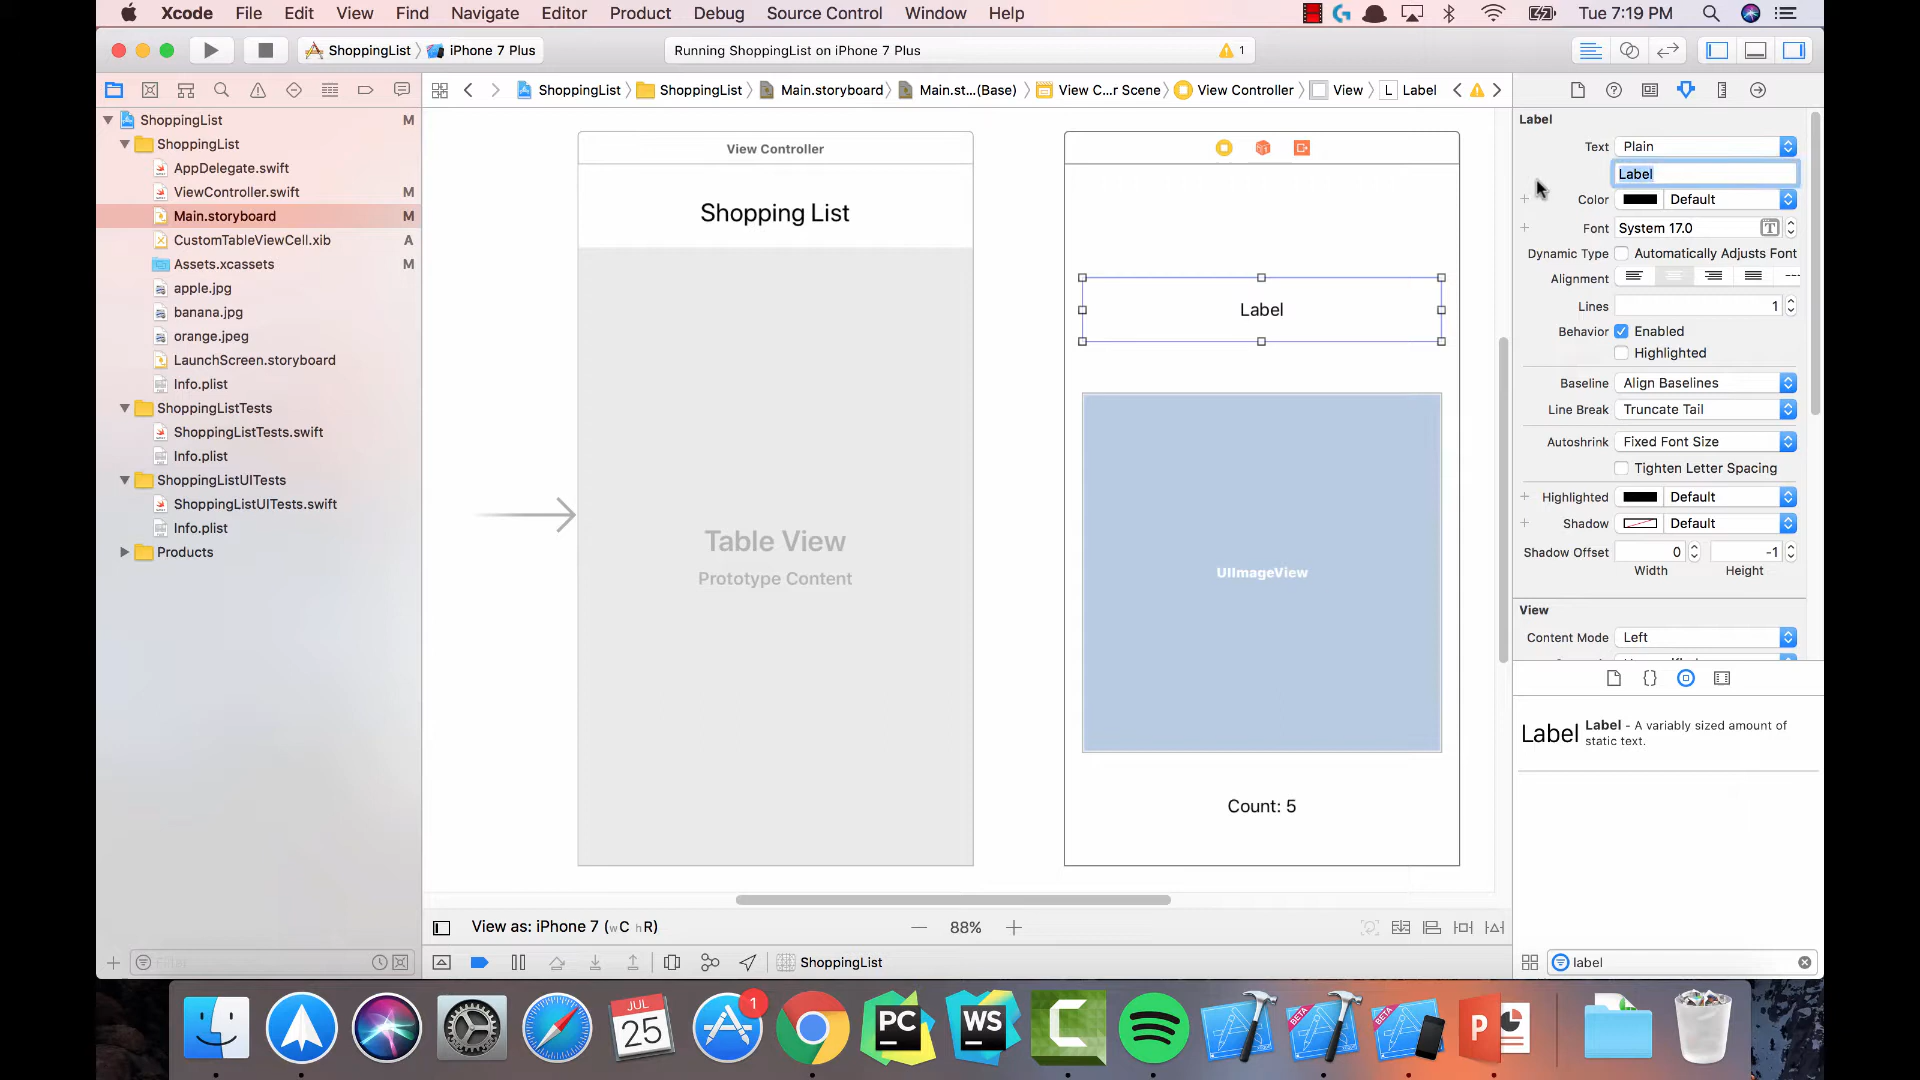 Xcode File Edit View Find Navigate Editor Product Debug Source Control Window Help Tue 7:19 PM
ShoppingList iPhone 7 Plus Running ShoppingList on iPhone 7 Plus 1
ShoppingList ShoppingList Main.storyboard Main.st...(Base) View C...r Scene View Controller View L Label
ShoppingList M
ShoppingList
AppDelegate.swift
ViewController.swift M
Main.storyboard M
CustomTableViewCell.xib A
Assets.xcassets M
apple.jpg
banana.jpg
orange.jpeg
LaunchScreen.storyboard
Info.plist
ShoppingListTests
ShoppingListTests.swift
Info.plist
ShoppingListUITests
ShoppingListUITests.swift
Info.plist
Products
View Controller
Shopping List
Table View
Prototype Content
Label
UIImageView
Count: 5
View as: iPhone 7 (wC hR) 88%
ShoppingList
Label
Text Plain
Label
Color Default
Font System 17.0 T
Dynamic Type Automatically Adjusts Font
Alignment
Lines 1
Behavior Enabled
Highlighted
Baseline Align Baselines
Line Break Truncate Tail
Autoshrink Fixed Font Size
Tighten Letter Spacing
Highlighted Default
Shadow Default
Shadow Offset 0 -1
Width Height
View
Content Mode Left
Label Label - A variably sized amount of
static text.
label
JUL
25
1
PC
WS
C
BETA
BETA
P